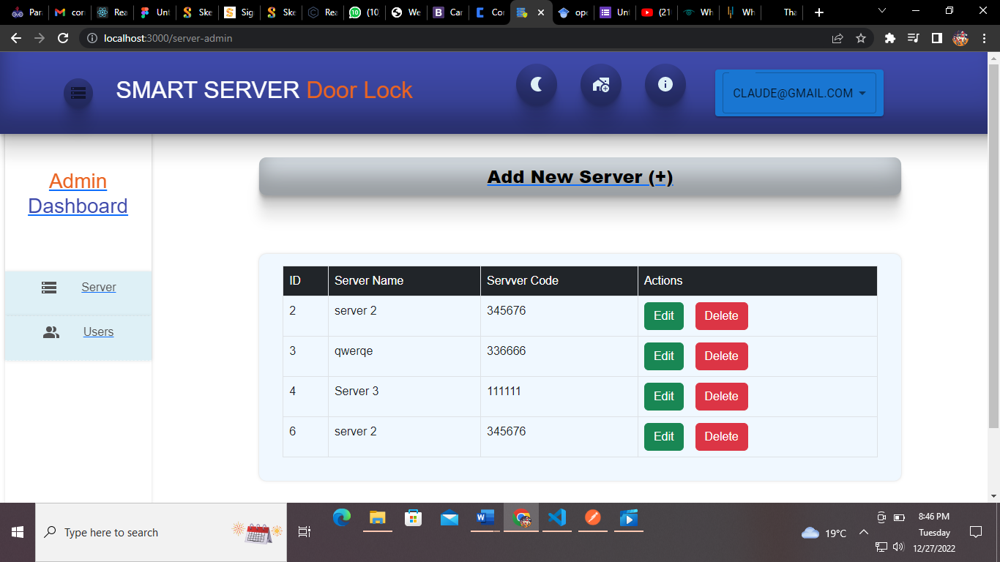 Par
cor
Rea
Unt
Ske
Sig
Ske
Rea
(10
We
Car
Cor
ope
Unt
(21
Wh
Wh
Tha
localhost:3000/server-admin
SMART SERVER Door Lock
CLAUDE@GMAIL.COM
Admin
Dashboard
Server
Users
Add New Server (+)
ID Server Name Servver Code Actions
2 server 2 345676 Edit Delete
3 qwerqe 336666 Edit Delete
4 Server 3 111111 Edit Delete
6 server 2 345676 Edit Delete
Type here to search
19°C
8:46 PM
Tuesday
12/27/2022